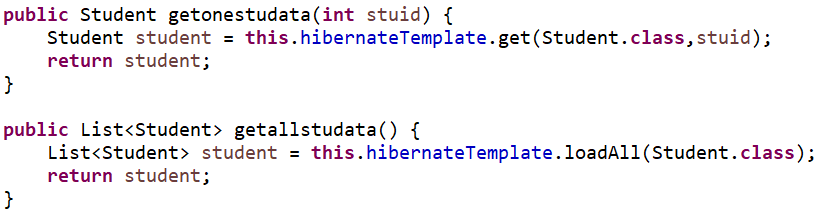 public Student getonestudata(int stuid) {
    Student student = this.hibernateTemplate.get(Student.class,stuid);
    return student;
}

public List<Student> getallstudata() {
    List<Student> student = this.hibernateTemplate.loadAll(Student.class);
    return student;
}